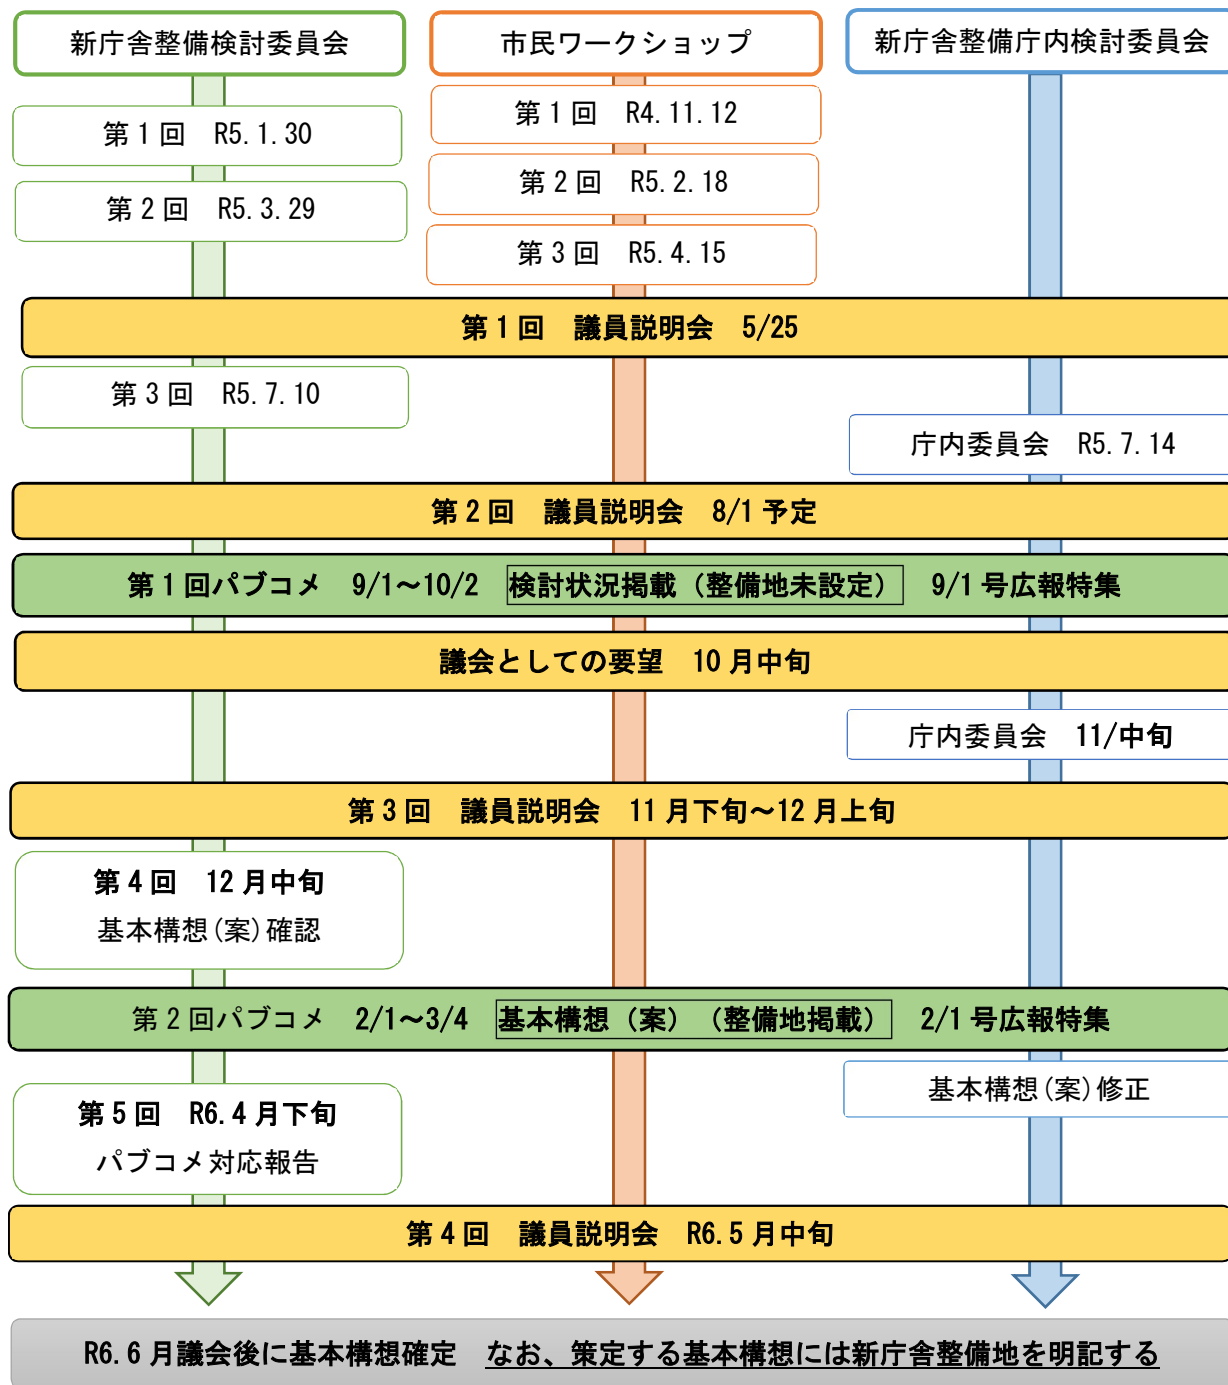 新庁舎整備検討委員会
市民ワークショップ
新庁舎整備庁内検討委員会
第1回　R5.1.30
第1回　R4.11.12
第2回　R5.3.29
第2回　R5.2.18
第3回　R5.4.15
第1回　議員説明会　5/25
第3回　R5.7.10
庁内委員会　R5.7.14
第2回　議員説明会　8/1予定
第1回パブコメ　9/1～10/2　検討状況掲載（整備地未設定）　9/1号広報特集
議会としての要望　10月中旬
庁内委員会　11/中旬
第3回　議員説明会　11月下旬～12月上旬
第4回　12月中旬
基本構想(案)確認
第2回パブコメ　2/1～3/4　基本構想（案）（整備地掲載）　2/1号広報特集
基本構想(案)修正
第5回　R6.4月下旬
パブコメ対応報告
第4回　議員説明会　R6.5月中旬
R6.6月議会後に基本構想確定　なお、策定する基本構想には新庁舎整備地を明記する